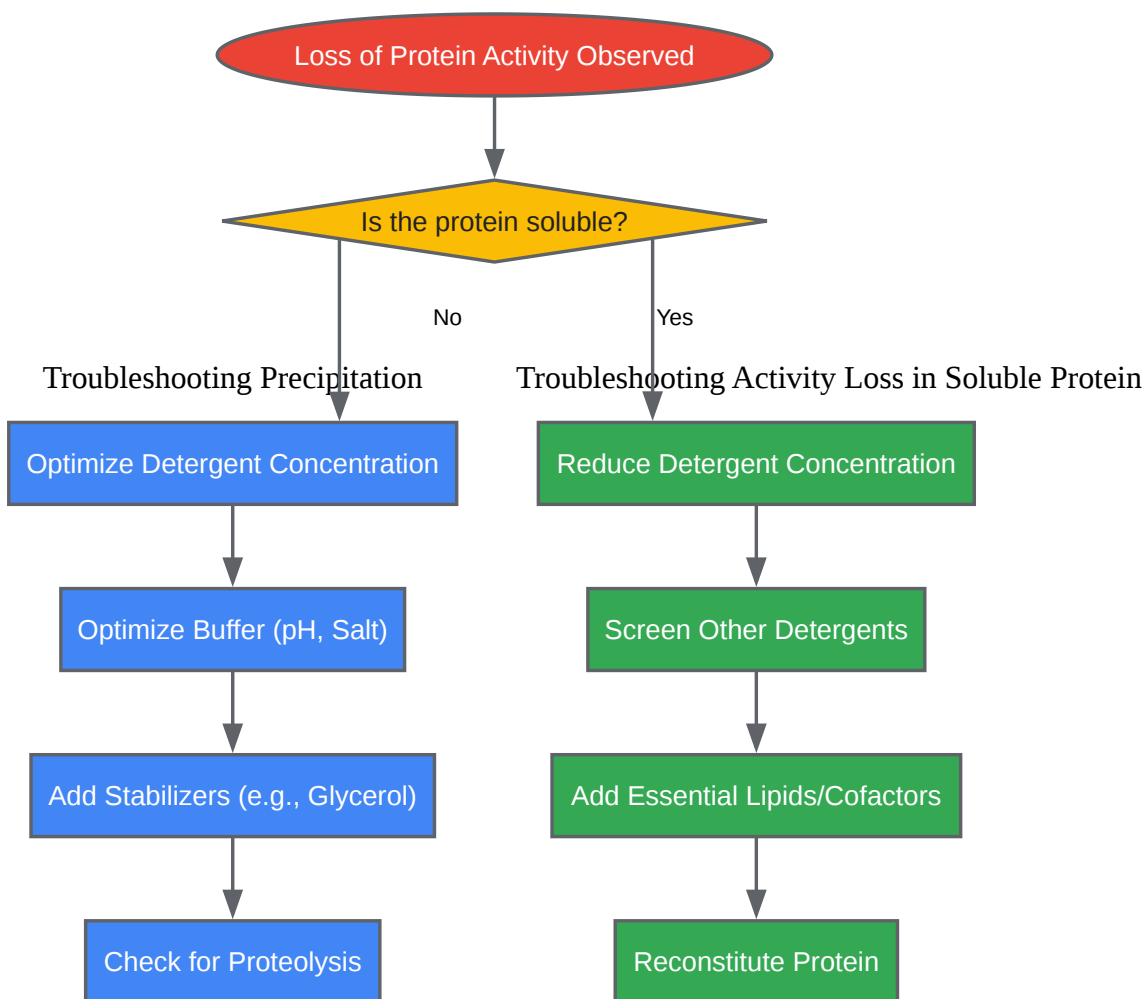 Loss of Protein Activity Observed
Is the protein soluble?
No
Yes
Troubleshooting Precipitation
Troubleshooting Activity Loss in Soluble Protein
Optimize Detergent Concentration
Reduce Detergent Concentration
Optimize Buffer (pH, Salt)
Screen Other Detergents
Add Stabilizers (e.g., Glycerol)
Add Essential Lipids/Cofactors
Check for Proteolysis
Reconstitute Protein